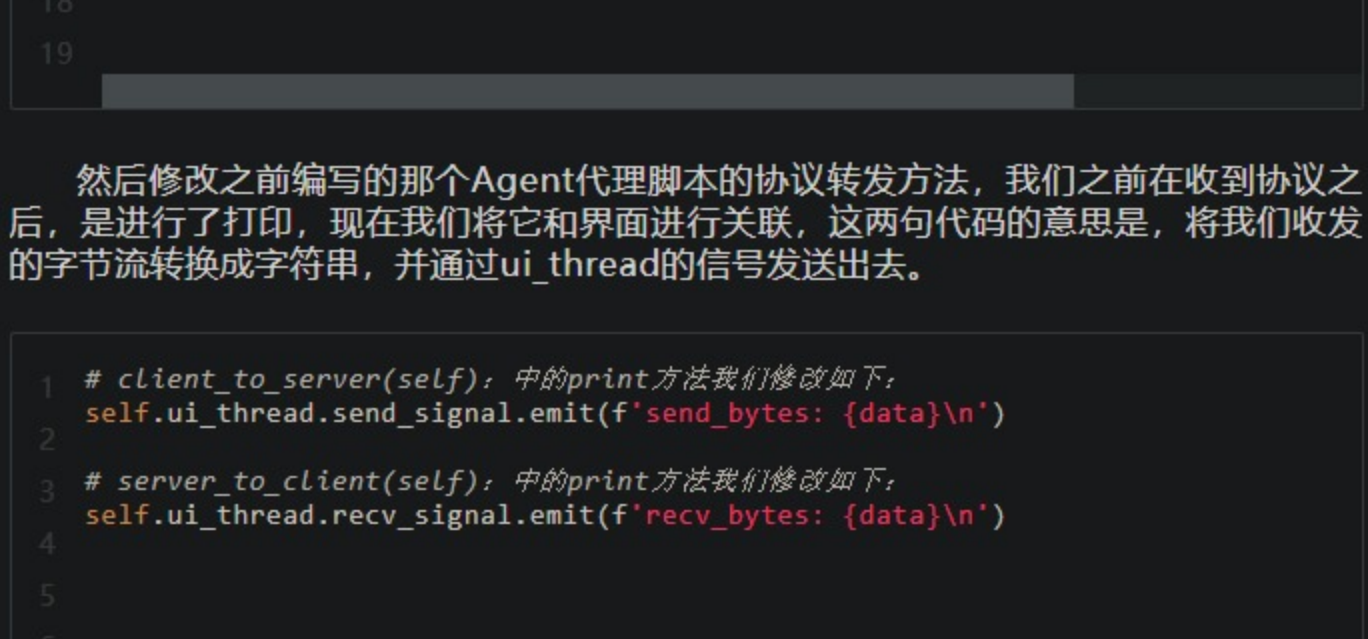 18
19
然后修改之前编写的那个Agent代理脚本的协议转发方法，我们之前在收到协议之
后，是进行了打印，现在我们将它和界面进行关联，这两句代码的意思是，将我们收发
的字节流转换成字符串，并通过ui_thread的信号发送出去。
1 # client_to_server(self)：中的print方法我们修改如下：
self.ui_thread.send_signal.emit(f'send_bytes: {data}\n')
2
3 # server_to_client(self)：中的print方法我们修改如下：
self.ui_thread.recv_signal.emit(f'recv_bytes: {data}\n')
4
5